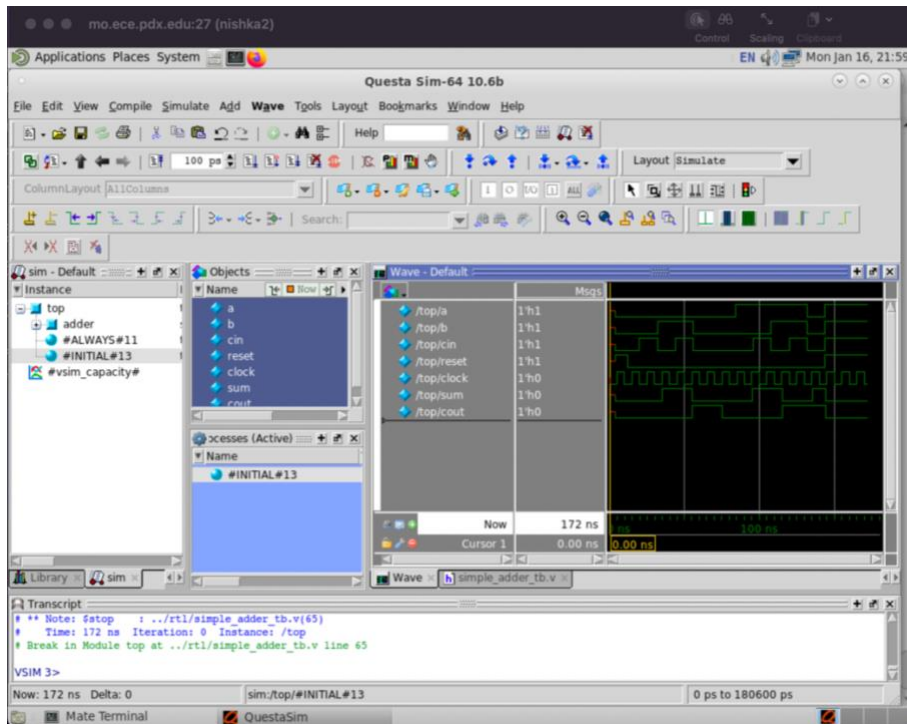 mo.ece.pdx.edu:27 (nishka2)
Control Scaling Clipboard
Applications Places System
EN Mon Jan 16, 21:59
Questa Sim-64 10.6b
File Edit View Compile Simulate Add Wave Tools Layout Bookmarks Window Help
Help
100 ps
Layout Simulate
ColumnLayout AllColumns
Search:
sim - Default
Instance
top
adder
#ALWAYS#11
#INITIAL#13
#vsim_capacity#
Objects
Name
Now
a
b
cin
reset
clock
sum
cout
ocesses (Active)
Name
#INITIAL#13
Wave - Default
Msgs
/top/a 1'h1
/top/b 1'h1
/top/cin 1'h1
/top/reset 1'h1
/top/clock 1'h0
/top/sum 1'h0
/top/cout 1'h0
Now 172 ns ns 100 ns
Cursor 1 0.00 ns 0.00 ns
Library sim
Wave simple_adder_tb.v
Transcript
# ** Note: $stop : ../rtl/simple_adder_tb.v(65)
# Time: 172 ns Iteration: 0 Instance: /top
# Break in Module top at ../rtl/simple_adder_tb.v line 65
VSIM 3>
Now: 172 ns Delta: 0 sim:/top/#INITIAL#13 0 ps to 180600 ps
Mate Terminal QuestaSim